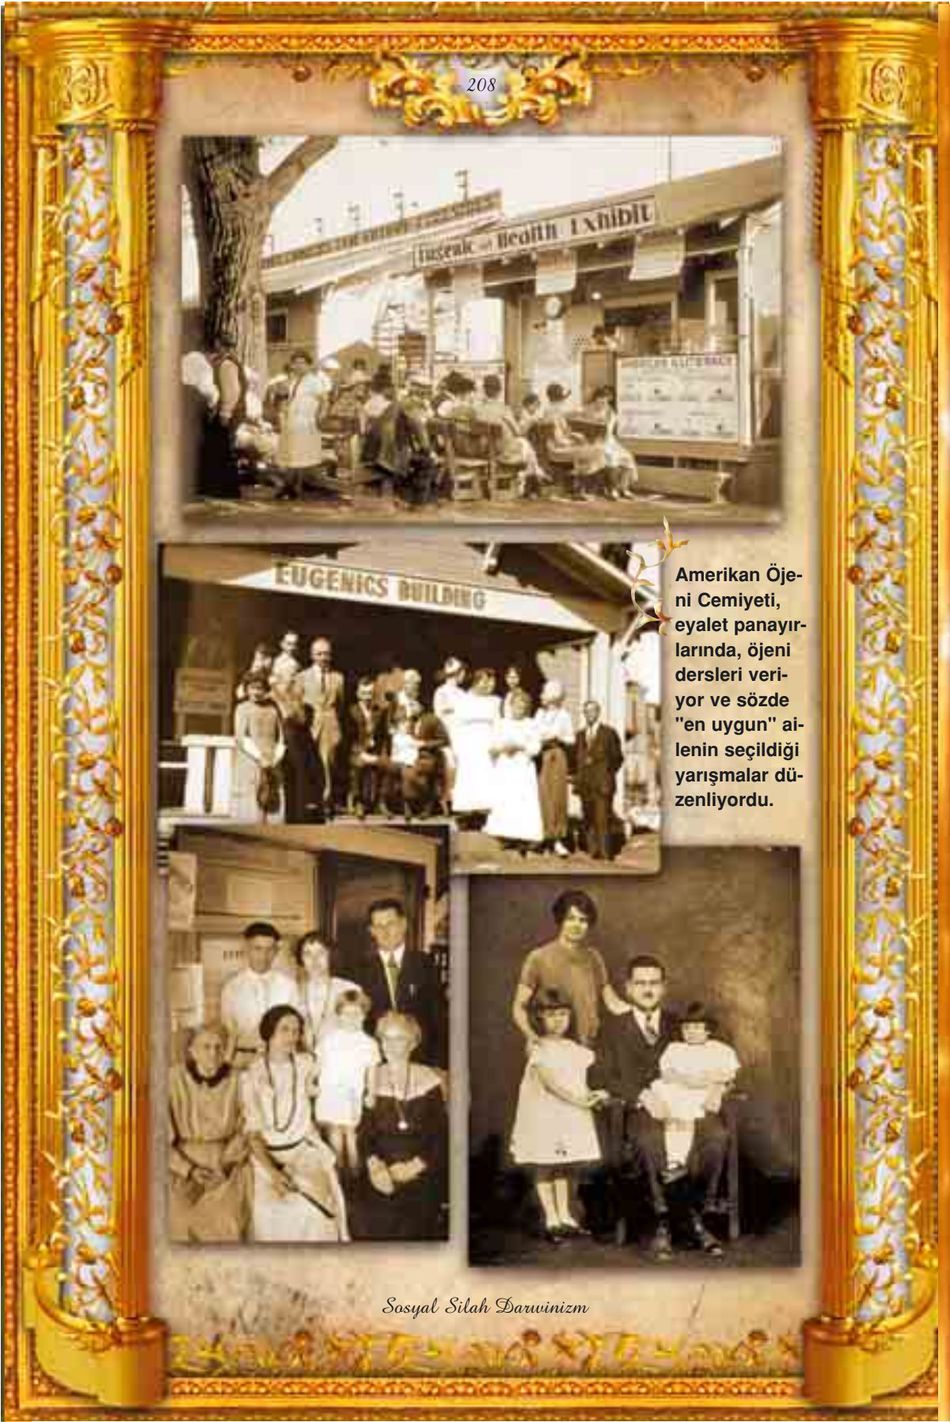 208
Eugenic and Health Exhibit
EUGENICS BUILDING
Amerikan Öje-
ni Cemiyeti,
eyalet panayır-
larında, öjeni
dersleri veri-
yor ve sözde
"en uygun" ai-
lenin seçildiği
yarışmalar dü-
zenliyordu.
Sosyal Silah Darwinizm